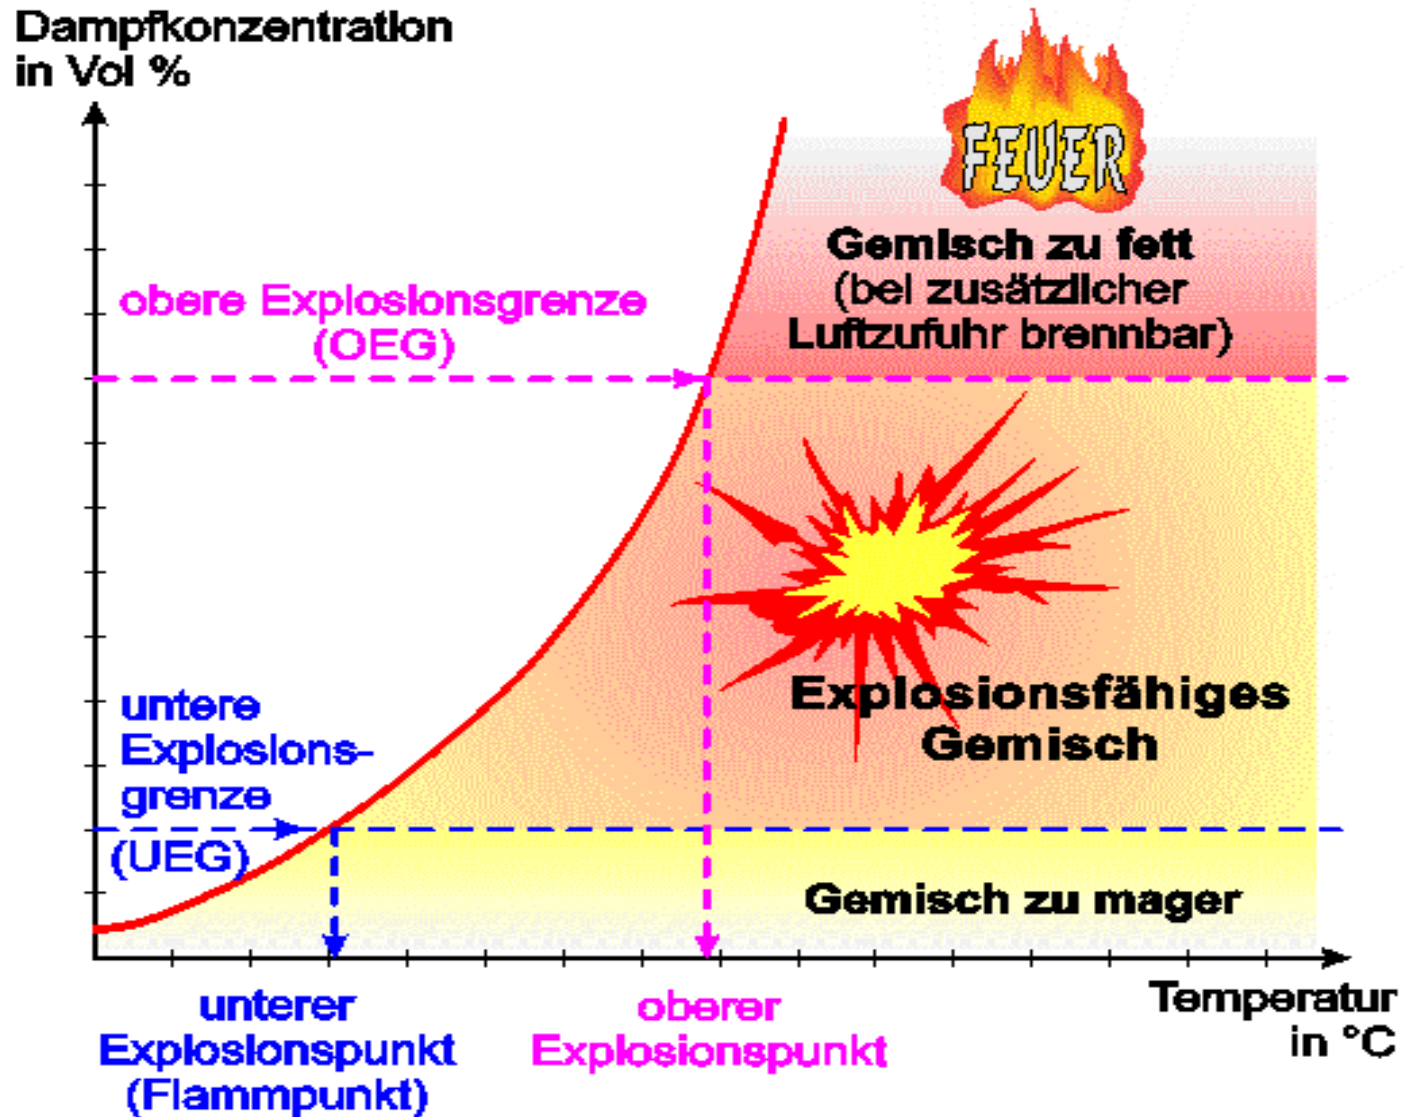 Dampfkonzentration
in Vol %
FEUER
Gemisch zu fett
(bei zusätzlicher
Luftzufuhr brennbar)
obere Explosionsgrenze
(OEG)
Explosionsfähiges
Gemisch
untere
Explosions-
grenze
(UEG)
Gemisch zu mager
unterer
Explosionspunkt
(Flammpunkt)
oberer
Explosionspunkt
Temperatur
in °C